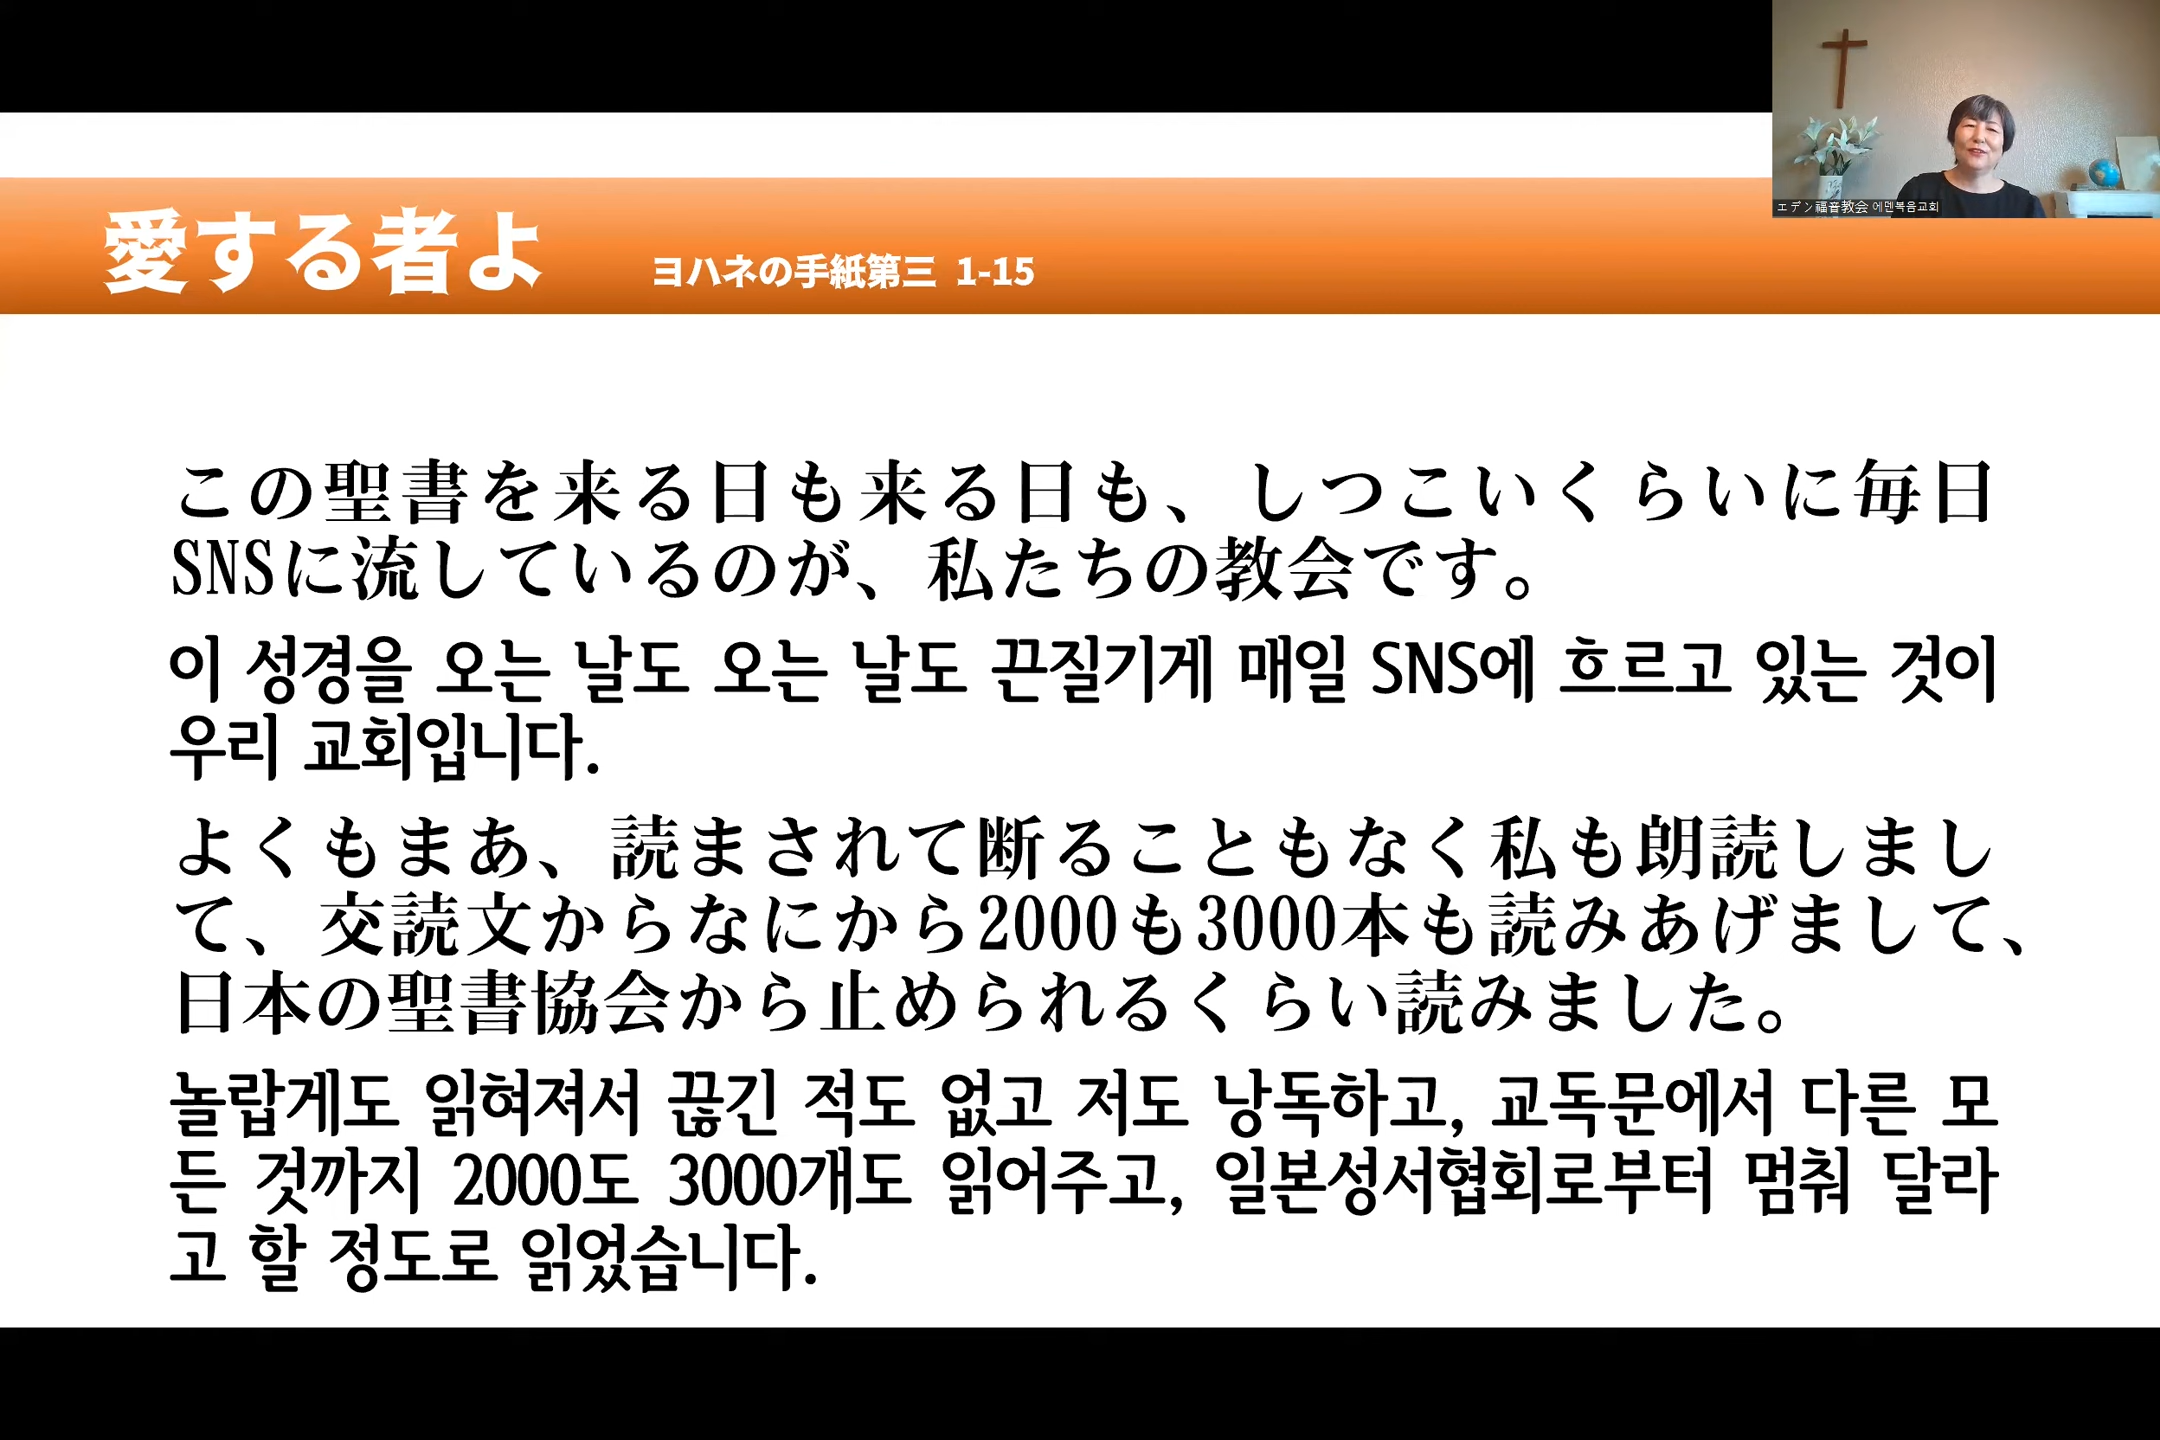 愛する者よ ヨハネの手紙第三 1-15
エデン福音教会 에덴복음교회
この聖書を来る日も来る日も、しつこいくらいに毎日
SNSに流しているのが、私たちの教会です。
이 성경을 오는 날도 오는 날도 끈질기게 매일 SNS에 흐르고 있는 것이
우리 교회입니다.
よくもまあ、読まされて断ることもなく私も朗読しまし
て、交読文からなにから2000も3000本も読みあげまして、
日本の聖書協会から止められるくらい読みました。
놀랍게도 읽혀져서 끊긴 적도 없고 저도 낭독하고, 교독문에서 다른 모
든 것까지 2000도 3000개도 읽어주고, 일본성서협회로부터 멈춰 달라
고 할 정도로 읽었습니다.